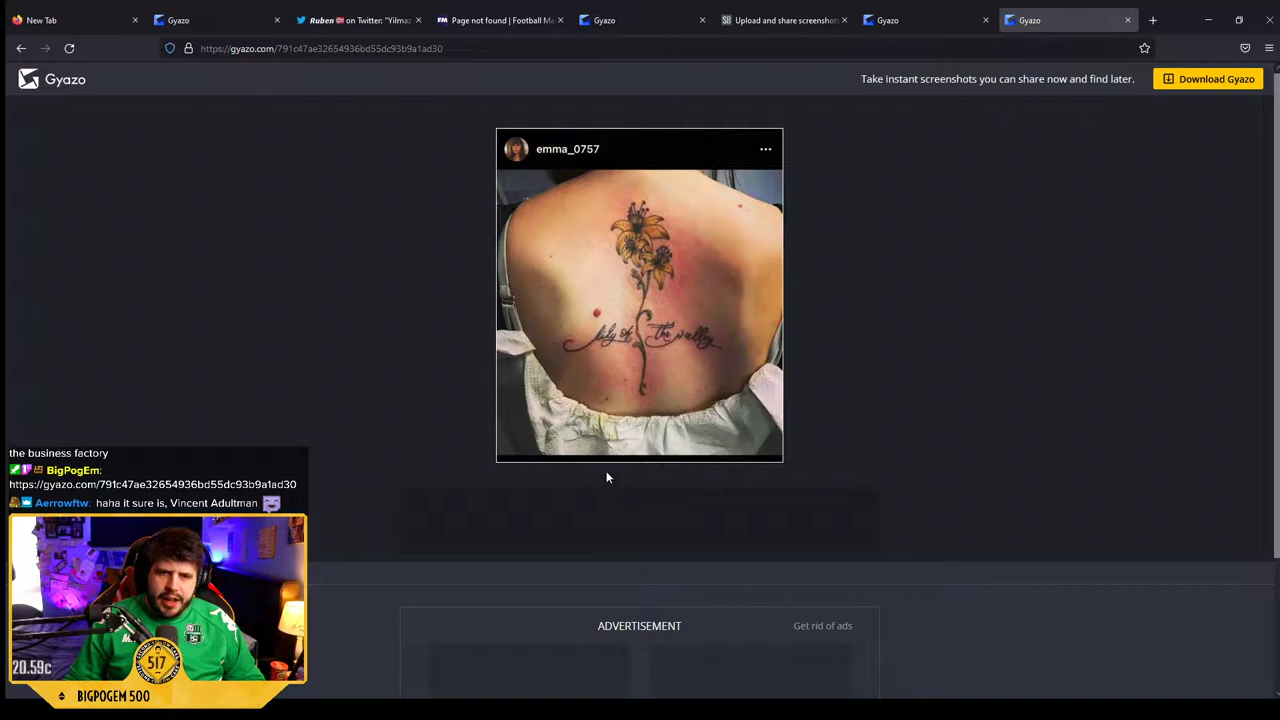 New Tab
Gyazo
Ruben on Twitter: "Yilmaz
Page not found | Football Ma
Gyazo
Upload and share screenshots
Gyazo
Gyazo
https://gyazo.com/791c47ae32654936bd55dc93b9a1ad30
Gyazo
Take instant screenshots you can share now and find later.
Download Gyazo
emma_0757
lily of the valley
the business factory
BigPogEm:
https://gyazo.com/791c47ae32654936bd55dc93b9a1ad30
Aerrowftw: haha it sure is, Vincent Adultman
ADVERTISEMENT
Get rid of ads
20.59c
517
BIGPOGEM 500